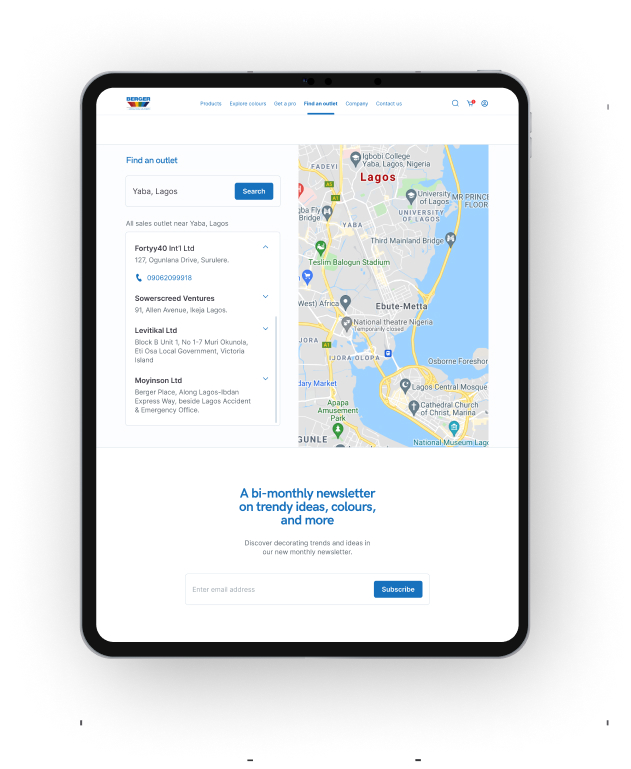 BERGER
Products Explore colours Get a pro Find an outlet Company Contact us
Find an outlet
Yaba, Lagos
Search
All sales outlet near Yaba, Lagos
Fortyy40 Int'l Ltd
127, Ogunlana Drive, Surulere.
09062099918
Sowerscreed Ventures
91, Allen Avenue, Ikeja Lagos.
Levitikal Ltd
Block B Unit 1, No 1-7 Muri Okunola,
Eti Osa Local Government, Victoria
Island
Moyinson Ltd
Berger Place, Along Lagos-Ibdan
Express Way, beside Lagos Accident
& Emergency Office.
FADEYI
Igbobi College
Yaba, Lagos, Nigeria
Lagos
A1
University
of Lagos
MR PRINCE
FLOOR
A1
gba Fly
Bridge
UNIVERSITY
OF LAGOS
YABA
Third Mainland Bridge
Teslim Balogun Stadium
West) Africa
Ebute-Metta
National theatre Nigeria
Temporarily closed
JORA
A1
IJORA OLOPA
Osborne Foreshor
dary Market
Lagos Central Mosque
Apapa
Amusement
Park
Cathedral Church
of Christ, Marina
GUNLE
National Museum Lago
A bi-monthly newsletter
on trendy ideas, colours,
and more
Discover decorating trends and ideas in
our new monthly newsletter.
Enter email address
Subscribe